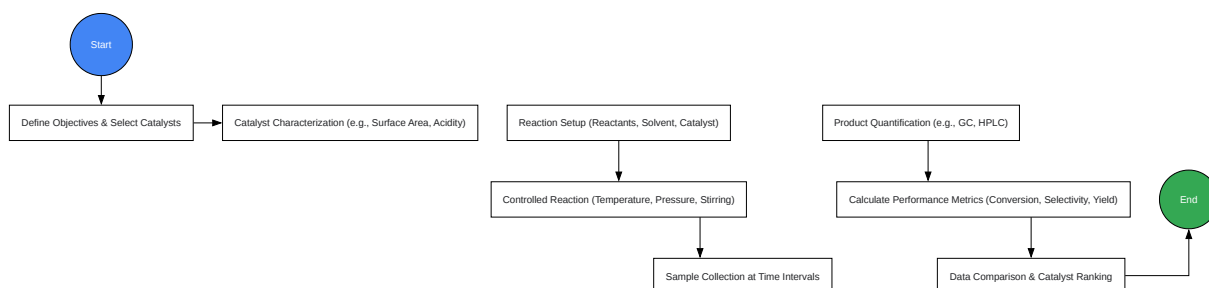 Start
Define Objectives & Select Catalysts
Catalyst Characterization (e.g., Surface Area, Acidity)
Reaction Setup (Reactants, Solvent, Catalyst)
Controlled Reaction (Temperature, Pressure, Stirring)
Sample Collection at Time Intervals
Product Quantification (e.g., GC, HPLC)
Calculate Performance Metrics (Conversion, Selectivity, Yield)
Data Comparison & Catalyst Ranking
End